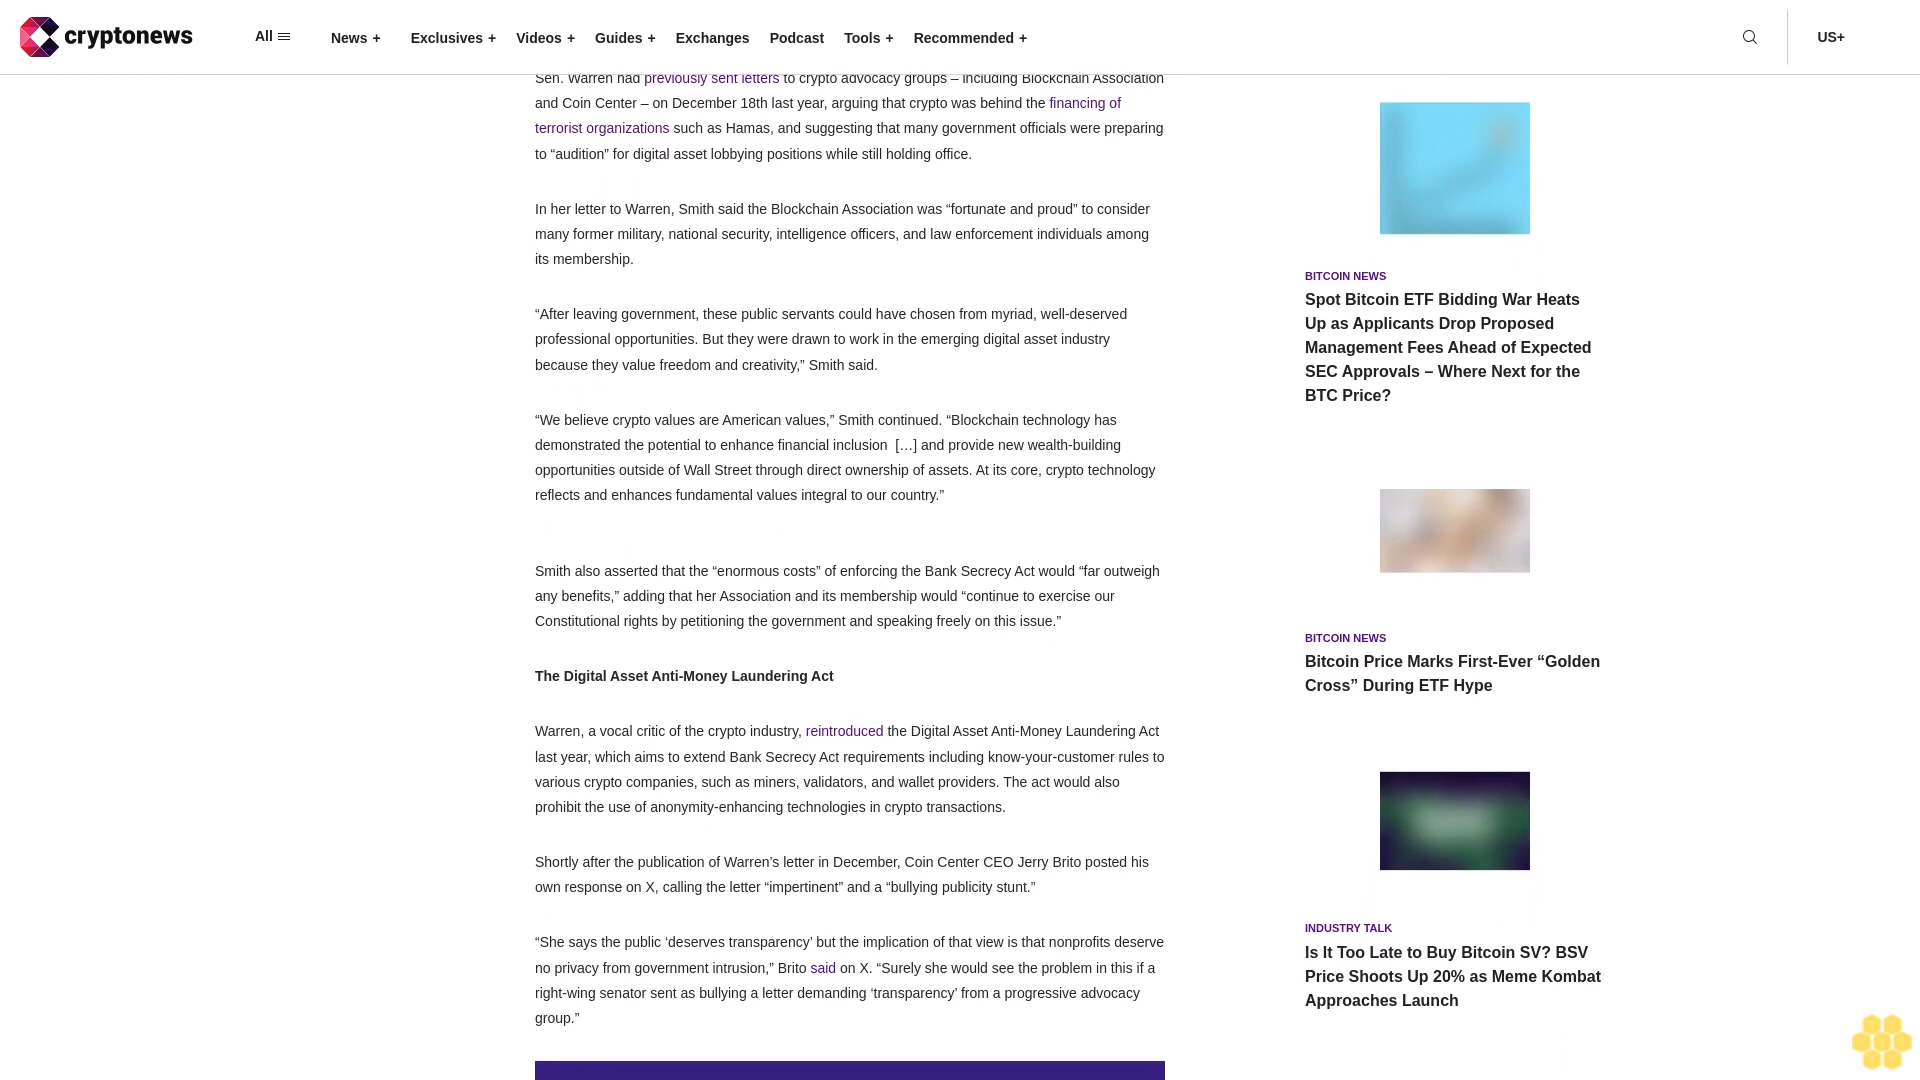 cryptonews
All
News +
Exclusives +
Videos +
Guides +
Exchanges
Podcast
Tools +
Recommended +
US+
Sen. Warren had previously sent letters to crypto advocacy groups – including Blockchain Association
and Coin Center – on December 18th last year, arguing that crypto was behind the financing of
terrorist organizations such as Hamas, and suggesting that many government officials were preparing
to “audition” for digital asset lobbying positions while still holding office.
In her letter to Warren, Smith said the Blockchain Association was “fortunate and proud” to consider
many former military, national security, intelligence officers, and law enforcement individuals among
its membership.
“After leaving government, these public servants could have chosen from myriad, well-deserved
professional opportunities. But they were drawn to work in the emerging digital asset industry
because they value freedom and creativity,” Smith said.
“We believe crypto values are American values,” Smith continued. “Blockchain technology has
demonstrated the potential to enhance financial inclusion  […] and provide new wealth-building
opportunities outside of Wall Street through direct ownership of assets. At its core, crypto technology
reflects and enhances fundamental values integral to our country.”
Smith also asserted that the “enormous costs” of enforcing the Bank Secrecy Act would “far outweigh
any benefits,” adding that her Association and its membership would “continue to exercise our
Constitutional rights by petitioning the government and speaking freely on this issue.”
The Digital Asset Anti-Money Laundering Act
Warren, a vocal critic of the crypto industry, reintroduced the Digital Asset Anti-Money Laundering Act
last year, which aims to extend Bank Secrecy Act requirements including know-your-customer rules to
various crypto companies, such as miners, validators, and wallet providers. The act would also
prohibit the use of anonymity-enhancing technologies in crypto transactions.
Shortly after the publication of Warren’s letter in December, Coin Center CEO Jerry Brito posted his
own response on X, calling the letter “impertinent” and a “bullying publicity stunt.”
“She says the public ‘deserves transparency’ but the implication of that view is that nonprofits deserve
no privacy from government intrusion,” Brito said on X. “Surely she would see the problem in this if a
right-wing senator sent as bullying a letter demanding ‘transparency’ from a progressive advocacy
group.”
BITCOIN NEWS
Spot Bitcoin ETF Bidding War Heats
Up as Applicants Drop Proposed
Management Fees Ahead of Expected
SEC Approvals – Where Next for the
BTC Price?
BITCOIN NEWS
Bitcoin Price Marks First-Ever “Golden
Cross” During ETF Hype
INDUSTRY TALK
Is It Too Late to Buy Bitcoin SV? BSV
Price Shoots Up 20% as Meme Kombat
Approaches Launch